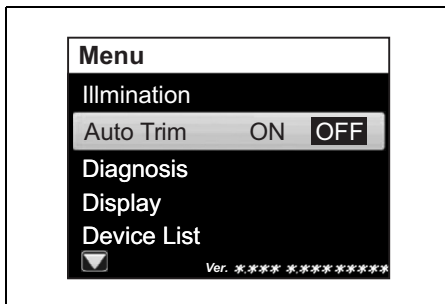 Menu
Illmination
Auto Trim ON OFF
Diagnosis
Display
Device List
Ver. *.*** *.*********